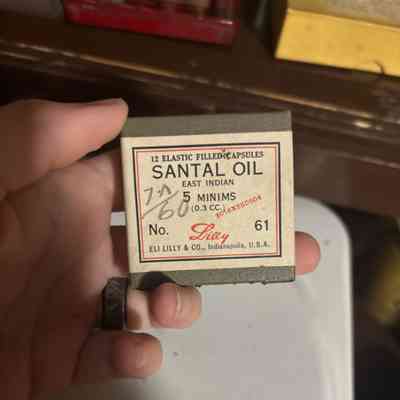 12 ELASTIC FILLED CAPSULES
SANTAL OIL
EAST INDIAN
5 MINIMS
(0.3 CC.)
No. Lilly 61
ELI LILLY & CO., Indianapolis, U.S.A.